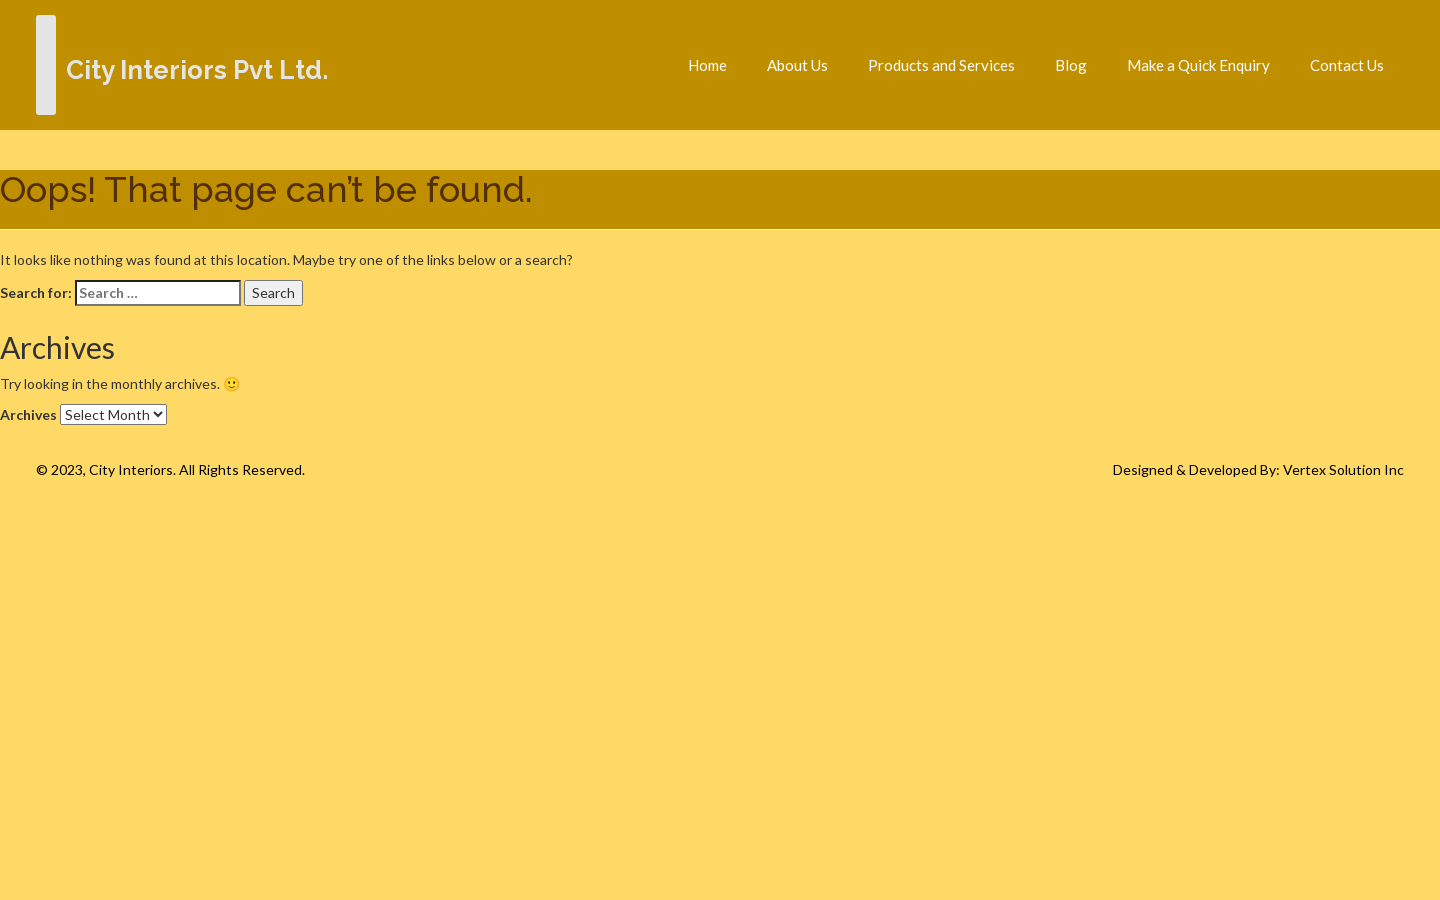 City Interiors Pvt Ltd.
Home About Us Products and Services Blog Make a Quick Enquiry Contact Us
Oops! That page can’t be found.
It looks like nothing was found at this location. Maybe try one of the links below or a search?
Search for: Search … Search
Archives
Try looking in the monthly archives. 🙂
Archives Select Month
© 2023, City Interiors. All Rights Reserved. Designed & Developed By: Vertex Solution Inc